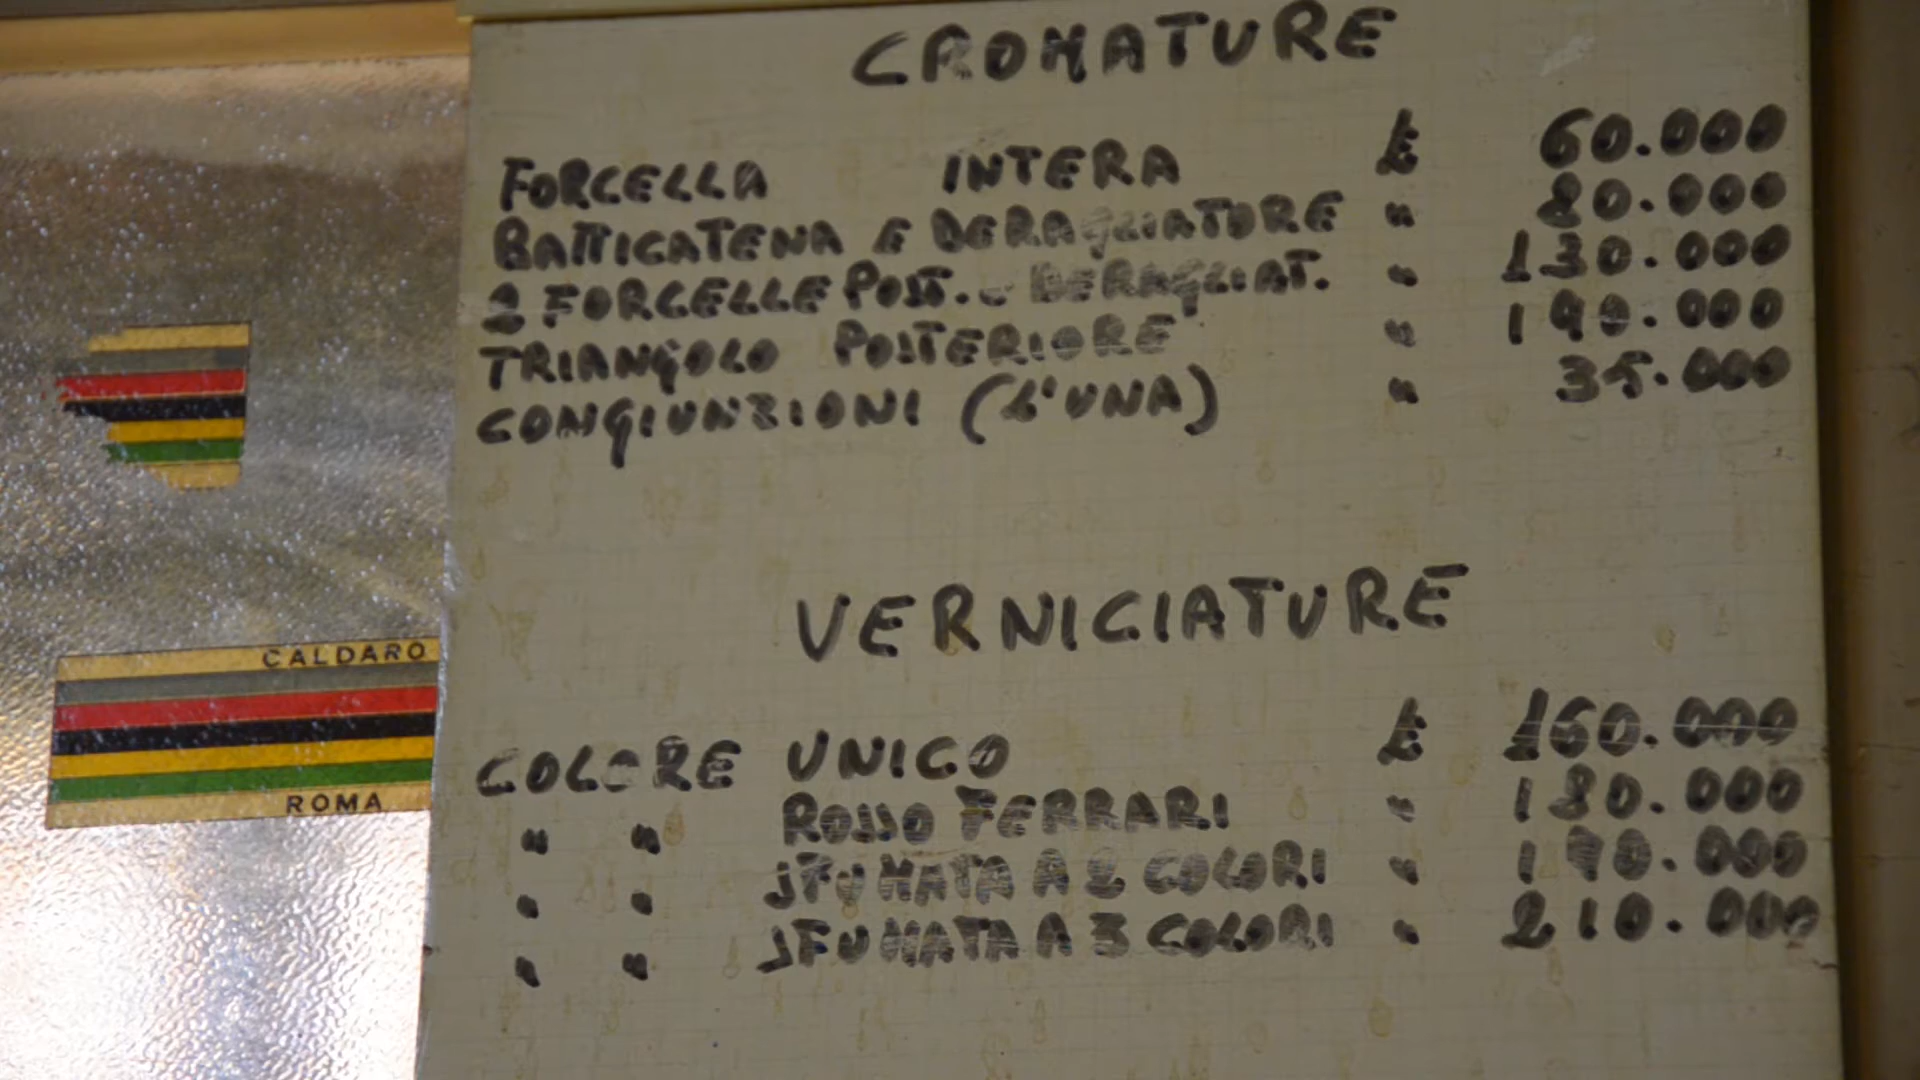 CROMATURE
FORCELLA INTERA £ 60.000
BATTICATENA E DERAGLIATORE " 80.000
2 FORCELLE POST. e DERAGLIAT. " 130.000
TRIANGOLO POSTERIORE " 190.000
CONGIUNZIONI (L'UNA) " 35.000
VERNICIATURE
COLORE UNICO £ 160.000
" " ROSSO FERRARI " 180.000
" " SFUMATA A 2 COLORI " 190.000
" " SFUMATA A 3 COLORI " 210.000
CALDARO
ROMA